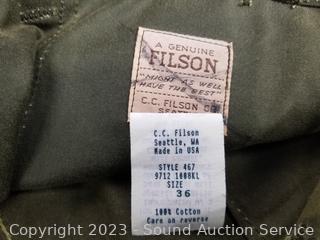 A GENUINE
FILSON
"MIGHT AS WELL
HAVE THE BEST"
C.C. FILSON CO.
SEATTLE
C.C. Filson
Seattle, WA
Made in USA
STYLE 467
9712 1008KL
SIZE
36
100% Cotton
Care on reverse
Copyright 2023 - Sound Auction Service